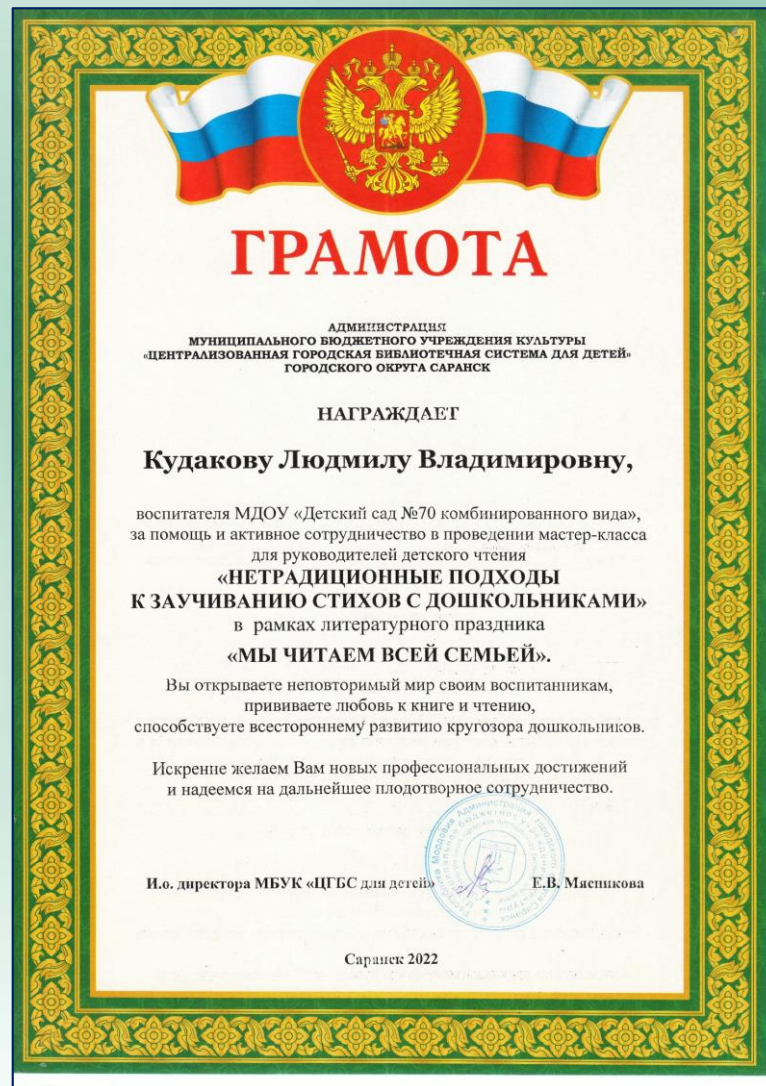 ГРАМОТА
АДМИНИСТРАЦИЯ
МУНИЦИПАЛЬНОГО БЮДЖЕТНОГО УЧРЕЖДЕНИЯ КУЛЬТУРЫ
«ЦЕНТРАЛИЗОВАННАЯ ГОРОДСКАЯ БИБЛИОТЕЧНАЯ СИСТЕМА ДЛЯ ДЕТЕЙ»
ГОРОДСКОГО ОКРУГА САРАНСК
НАГРАЖДАЕТ
Кудакову Людмилу Владимировну,
воспитателя МДОУ «Детский сад №70 комбинированного вида»,
за помощь и активное сотрудничество в проведении мастер-класса
для руководителей детского чтения
«НЕТРАДИЦИОННЫЕ ПОДХОДЫ
К ЗАУЧИВАНИЮ СТИХОВ С ДОШКОЛЬНИКАМИ»
в рамках литературного праздника
«МЫ ЧИТАЕМ ВСЕЙ СЕМЬЕЙ».
Вы открываете неповторимый мир своим воспитанникам,
прививаете любовь к книге и чтению,
способствуете всестороннему развитию кругозора дошкольников.
Искренне желаем Вам новых профессиональных достижений
и надеемся на дальнейшее плодотворное сотрудничество.
И.о. директора МБУК «ЦГБС для детей» Е.В. Мясникова
Саранск 2022